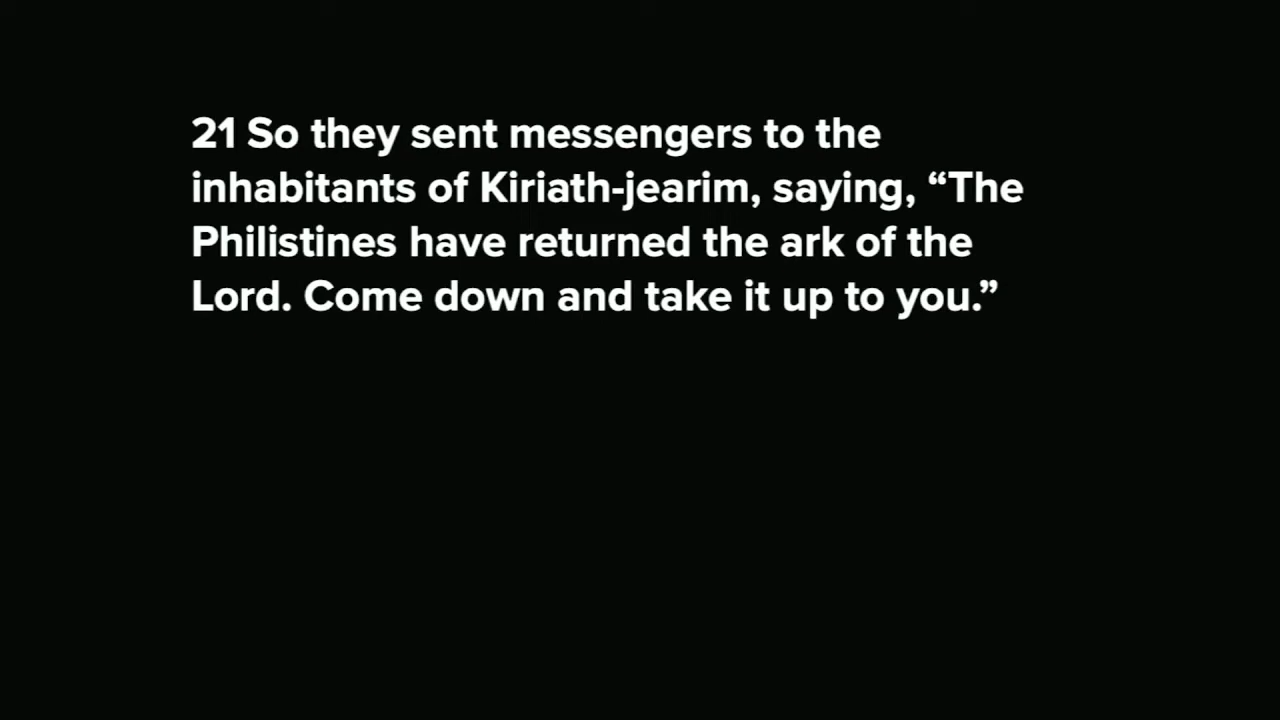 21 So they sent messengers to the
inhabitants of Kiriath-jearim, saying, “The
Philistines have returned the ark of the
Lord. Come down and take it up to you.”